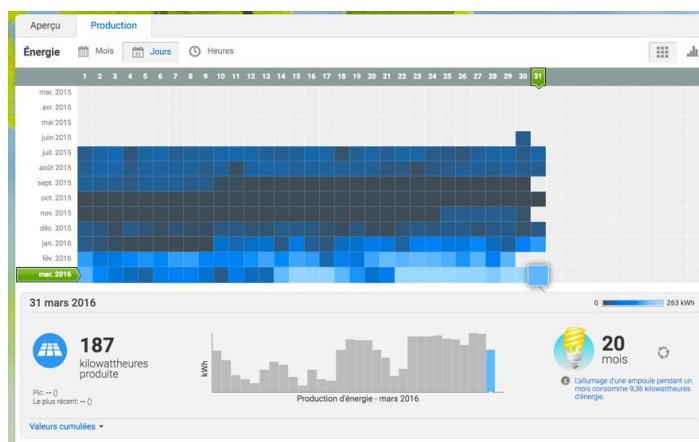 Aperçu Production
Énergie Mois Jours Heures
1 2 3 4 5 6 7 8 9 10 11 12 13 14 15 16 17 18 19 20 21 22 23 24 25 26 27 28 29 30 31
mar. 2015
avr. 2015
mai 2015
juin 2015
juil. 2015
août 2015
sept. 2015
oct. 2015
nov. 2015
déc. 2015
jan. 2016
fév. 2016
mar. 2016
31 mars 2016
0 263 kWh
187
kilowattheures
produite
Pic: -- ()
Le plus récent: -- ()
kWh
Production d'énergie - mars 2016
20
mois
L'allumage d'une ampoule pendant un
mois consomme 9,36 kilowattheures
d'énergie.
Valeurs cumulées